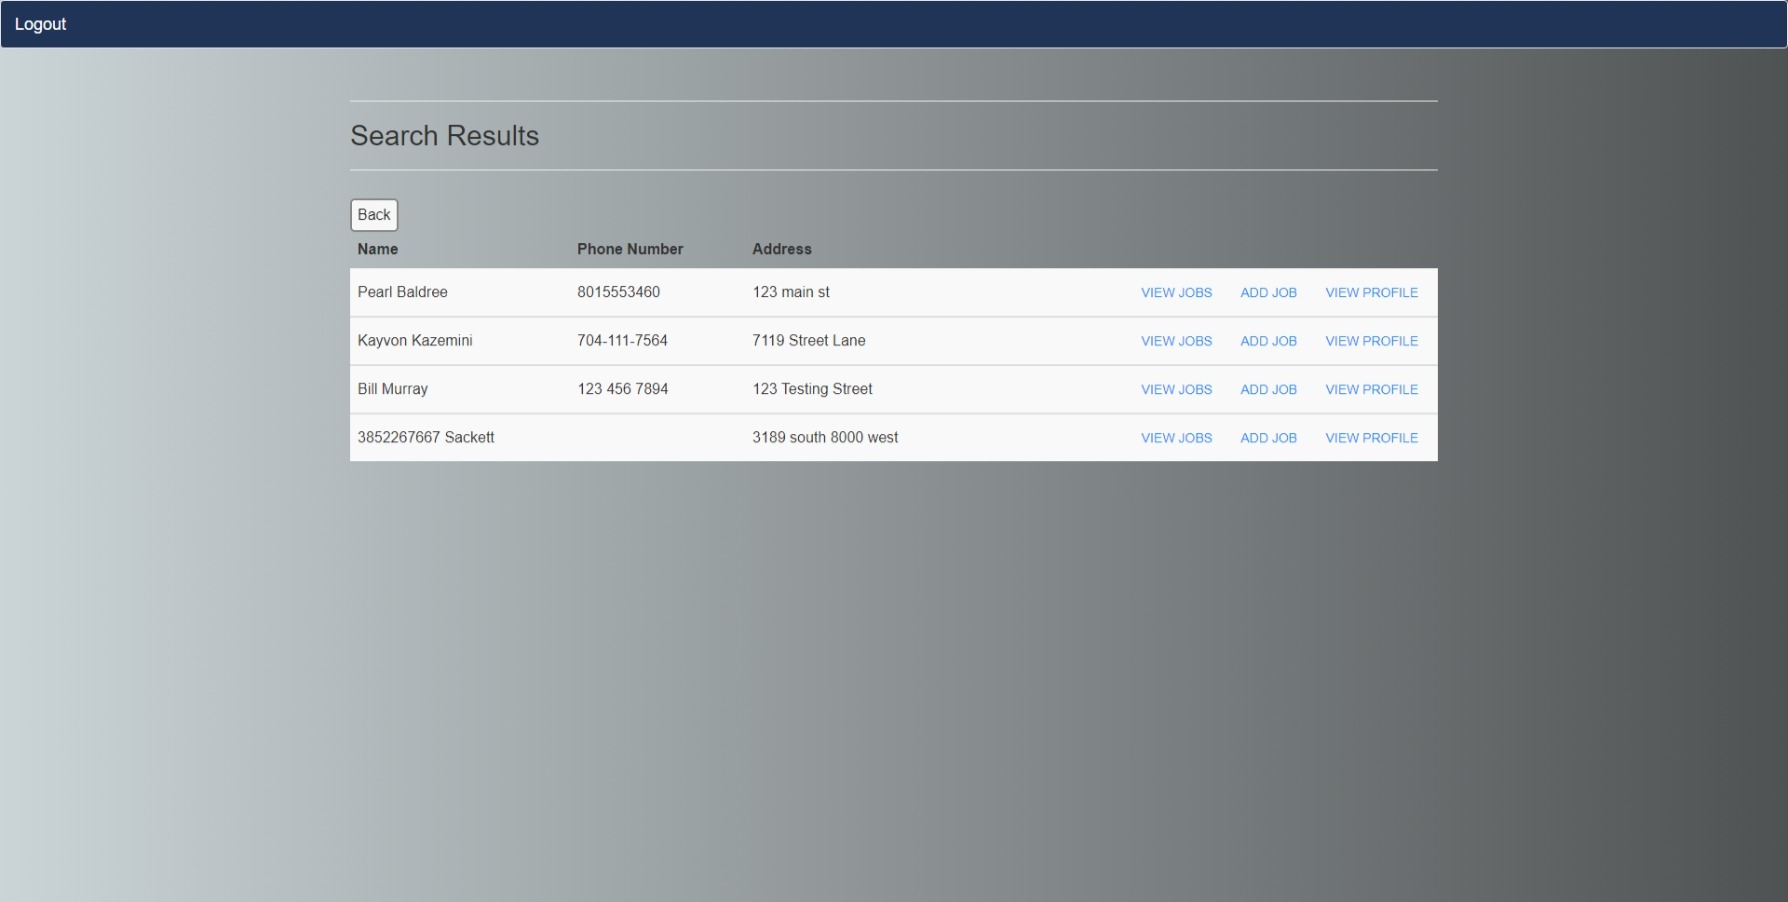 Logout
Search Results
Back
Name Phone Number Address
Pearl Baldree 8015553460 123 main st VIEW JOBS ADD JOB VIEW PROFILE
Kayvon Kazemini 704-111-7564 7119 Street Lane VIEW JOBS ADD JOB VIEW PROFILE
Bill Murray 123 456 7894 123 Testing Street VIEW JOBS ADD JOB VIEW PROFILE
3852267667 Sackett 3189 south 8000 west VIEW JOBS ADD JOB VIEW PROFILE